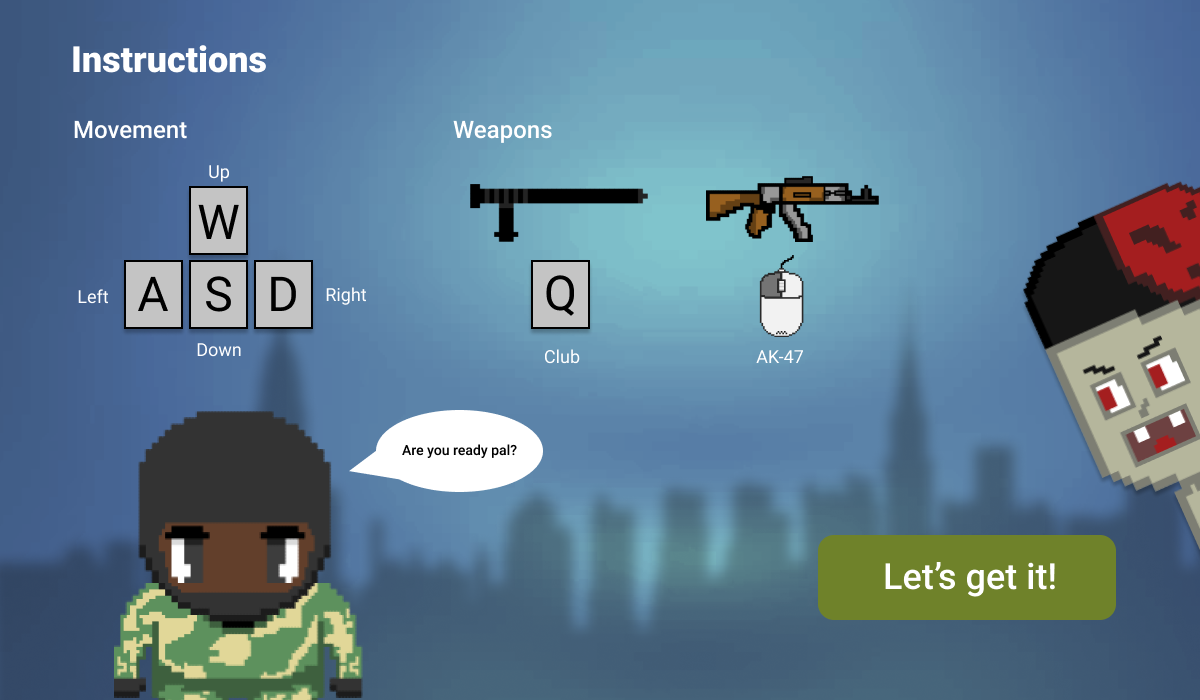 Instructions
Movement
Weapons
Up
W
Left
A
S
D
Right
Down
Q
Club
AK-47
Are you ready pal?
Let’s get it!